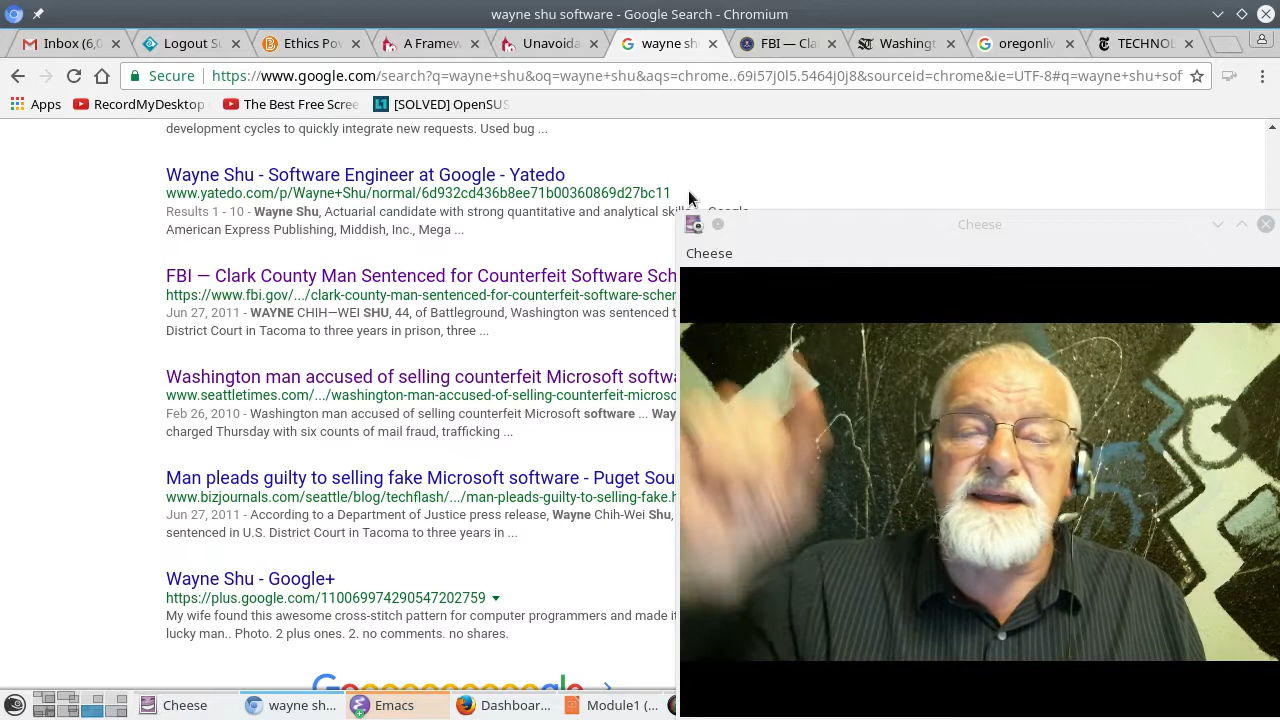 wayne shu software - Google Search - Chromium
Inbox (6,0
Logout S
Ethics Po
A Framew
Unavoida
wayne sh
FBI — Cla
Washingt
oregonliv
TECHNOL
Secure
https://www.google.com/search?q=wayne+shu&oq=wayne+shu&aqs=chrome..69i57j0l5.5464j0j8&sourceid=chrome&ie=UTF-8#q=wayne+shu+sof
Apps
RecordMyDesktop
The Best Free Scree
[SOLVED] OpenSUS
development cycles to quickly integrate new requests. Used bug ...
Wayne Shu - Software Engineer at Google - Yatedo
www.yatedo.com/p/Wayne+Shu/normal/6d932cd436b8ee71b00360869d27bc11
Results 1 - 10 - Wayne Shu, Actuarial candidate with strong quantitative and analytical
American Express Publishing, Middish, Inc., Mega ...
FBI — Clark County Man Sentenced for Counterfeit Software Sch
https://www.fbi.gov/.../clark-county-man-sentenced-for-counterfeit-software-schem
Jun 27, 2011 - WAYNE CHIH—WEI SHU, 44, of Battleground, Washington was sentenced t
District Court in Tacoma to three years in prison, three ...
Washington man accused of selling counterfeit Microsoft softwa
www.seattletimes.com/.../washington-man-accused-of-selling-counterfeit-microso
Feb 26, 2010 - Washington man accused of selling counterfeit Microsoft software ... Way
charged Thursday with six counts of mail fraud, trafficking ...
Man pleads guilty to selling fake Microsoft software - Puget Sou
www.bizjournals.com/seattle/blog/techflash/.../man-pleads-guilty-to-selling-fake.h
Jun 27, 2011 - According to a Department of Justice press release, Wayne Chih-Wei Shu,
sentenced in U.S. District Court in Tacoma to three years in ...
Wayne Shu - Google+
https://plus.google.com/110069974290547202759
My wife found this awesome cross-stitch pattern for computer programmers and made i
lucky man.. Photo. 2 plus ones. 2. no comments. no shares.
Cheese
Cheese
Cheese
wayne sh...
Emacs
Dashboar...
Module1 (...